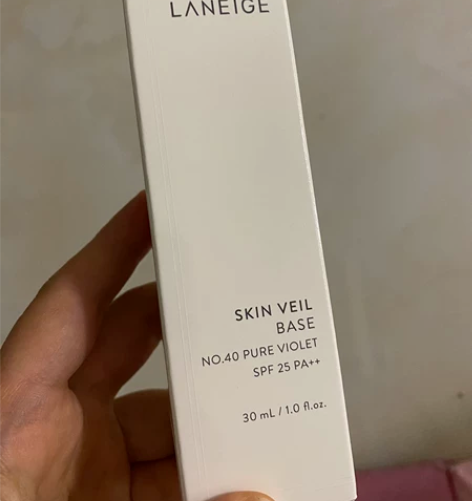 LANEIGE
SKIN VEIL
BASE
NO.40 PURE VIOLET
SPF 25 PA++
30 mL / 1.0 fl.oz.